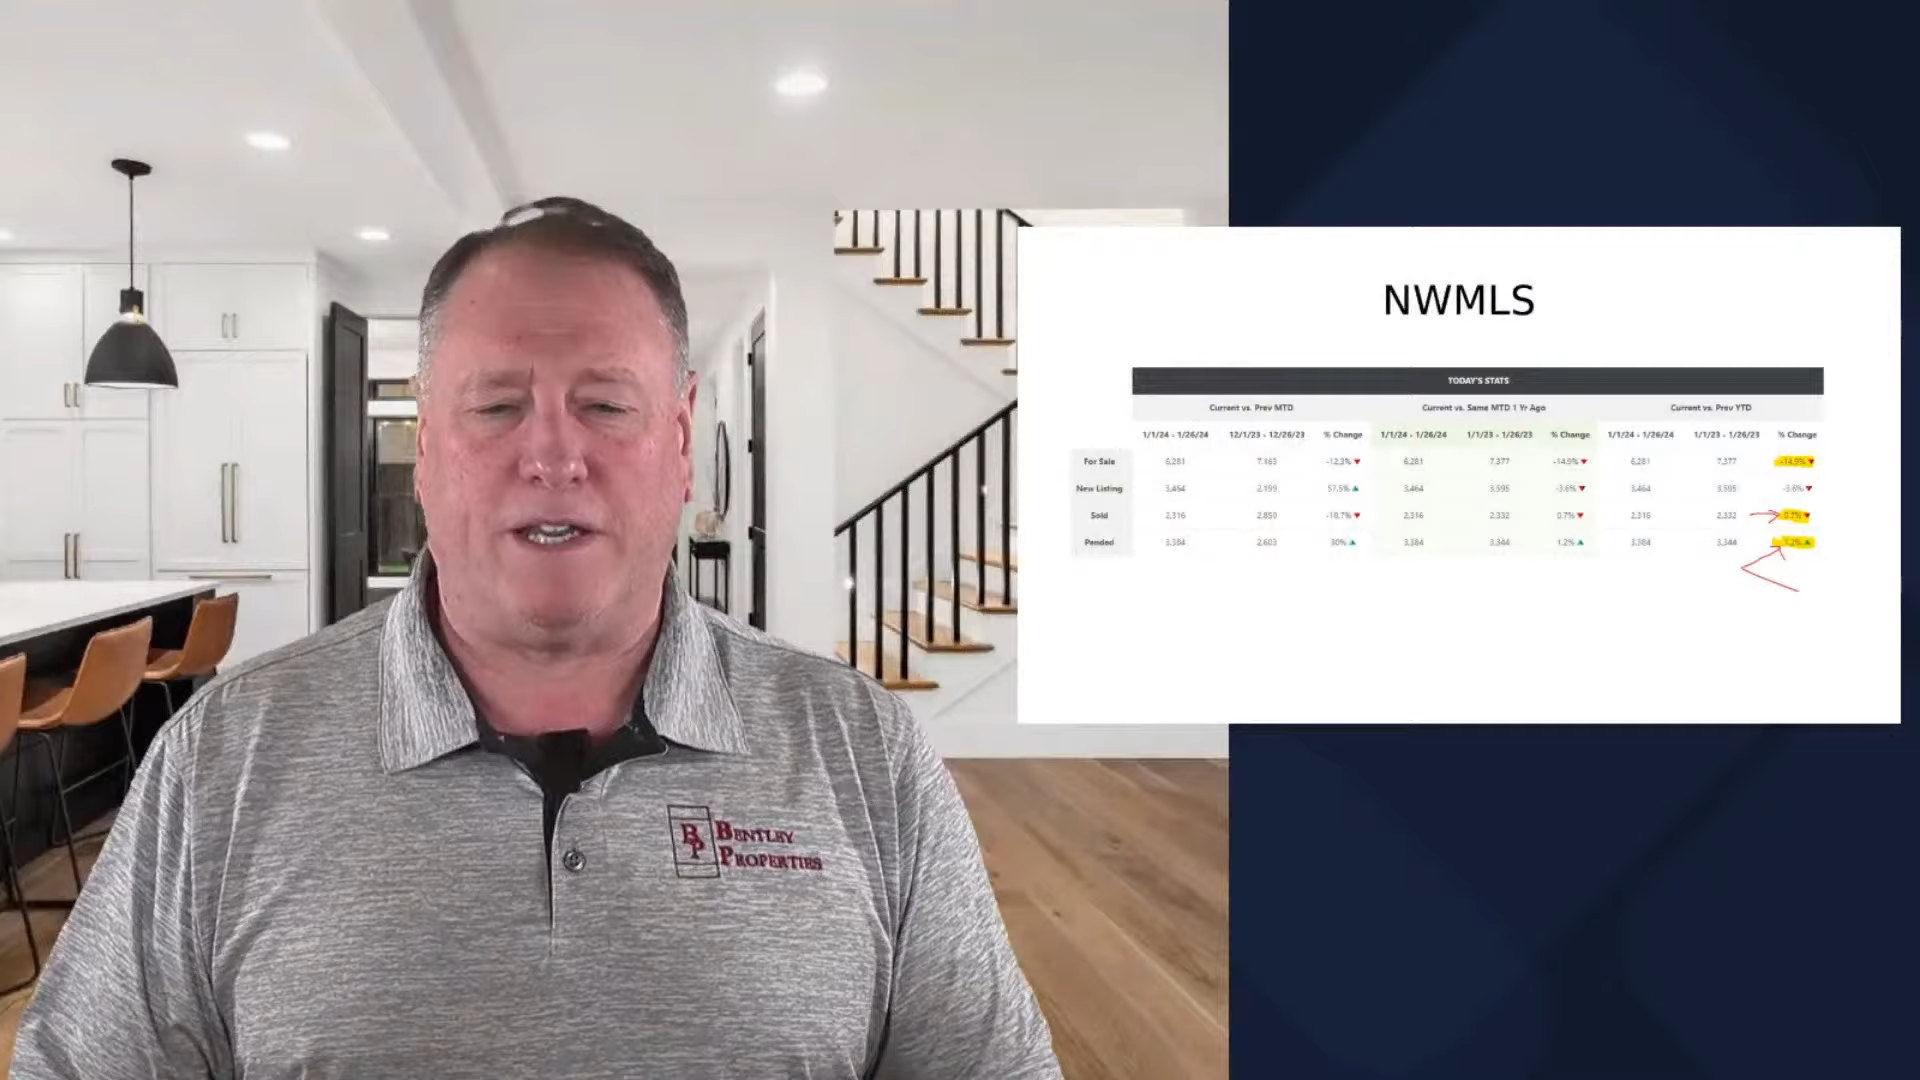 NWMLS
TODAY'S STATS
Current vs. Prev MTD Current vs. Same MTD 1 Yr Ago Current vs. Prev YTD
1/1/24 - 1/26/24 12/1/23 - 12/26/23 % Change 1/1/24 - 1/26/24 1/1/23 - 1/26/23 % Change 1/1/24 - 1/26/24 1/1/23 - 1/26/23 % Change
For Sale 6,281 7,163 -12.3% 6,281 7,377 -14.9% 6,281 7,377 -14.9%
New Listing 3,464 2,199 57.5% 3,464 3,595 -3.6% 3,464 3,595 -3.6%
Sold 2,316 2,850 -18.7% 2,316 2,332 0.7% 2,316 2,332 0.7%
Pended 3,384 2,603 30% 3,384 3,344 1.2% 3,384 3,344 1.2%
BP BENTLEY
PROPERTIES